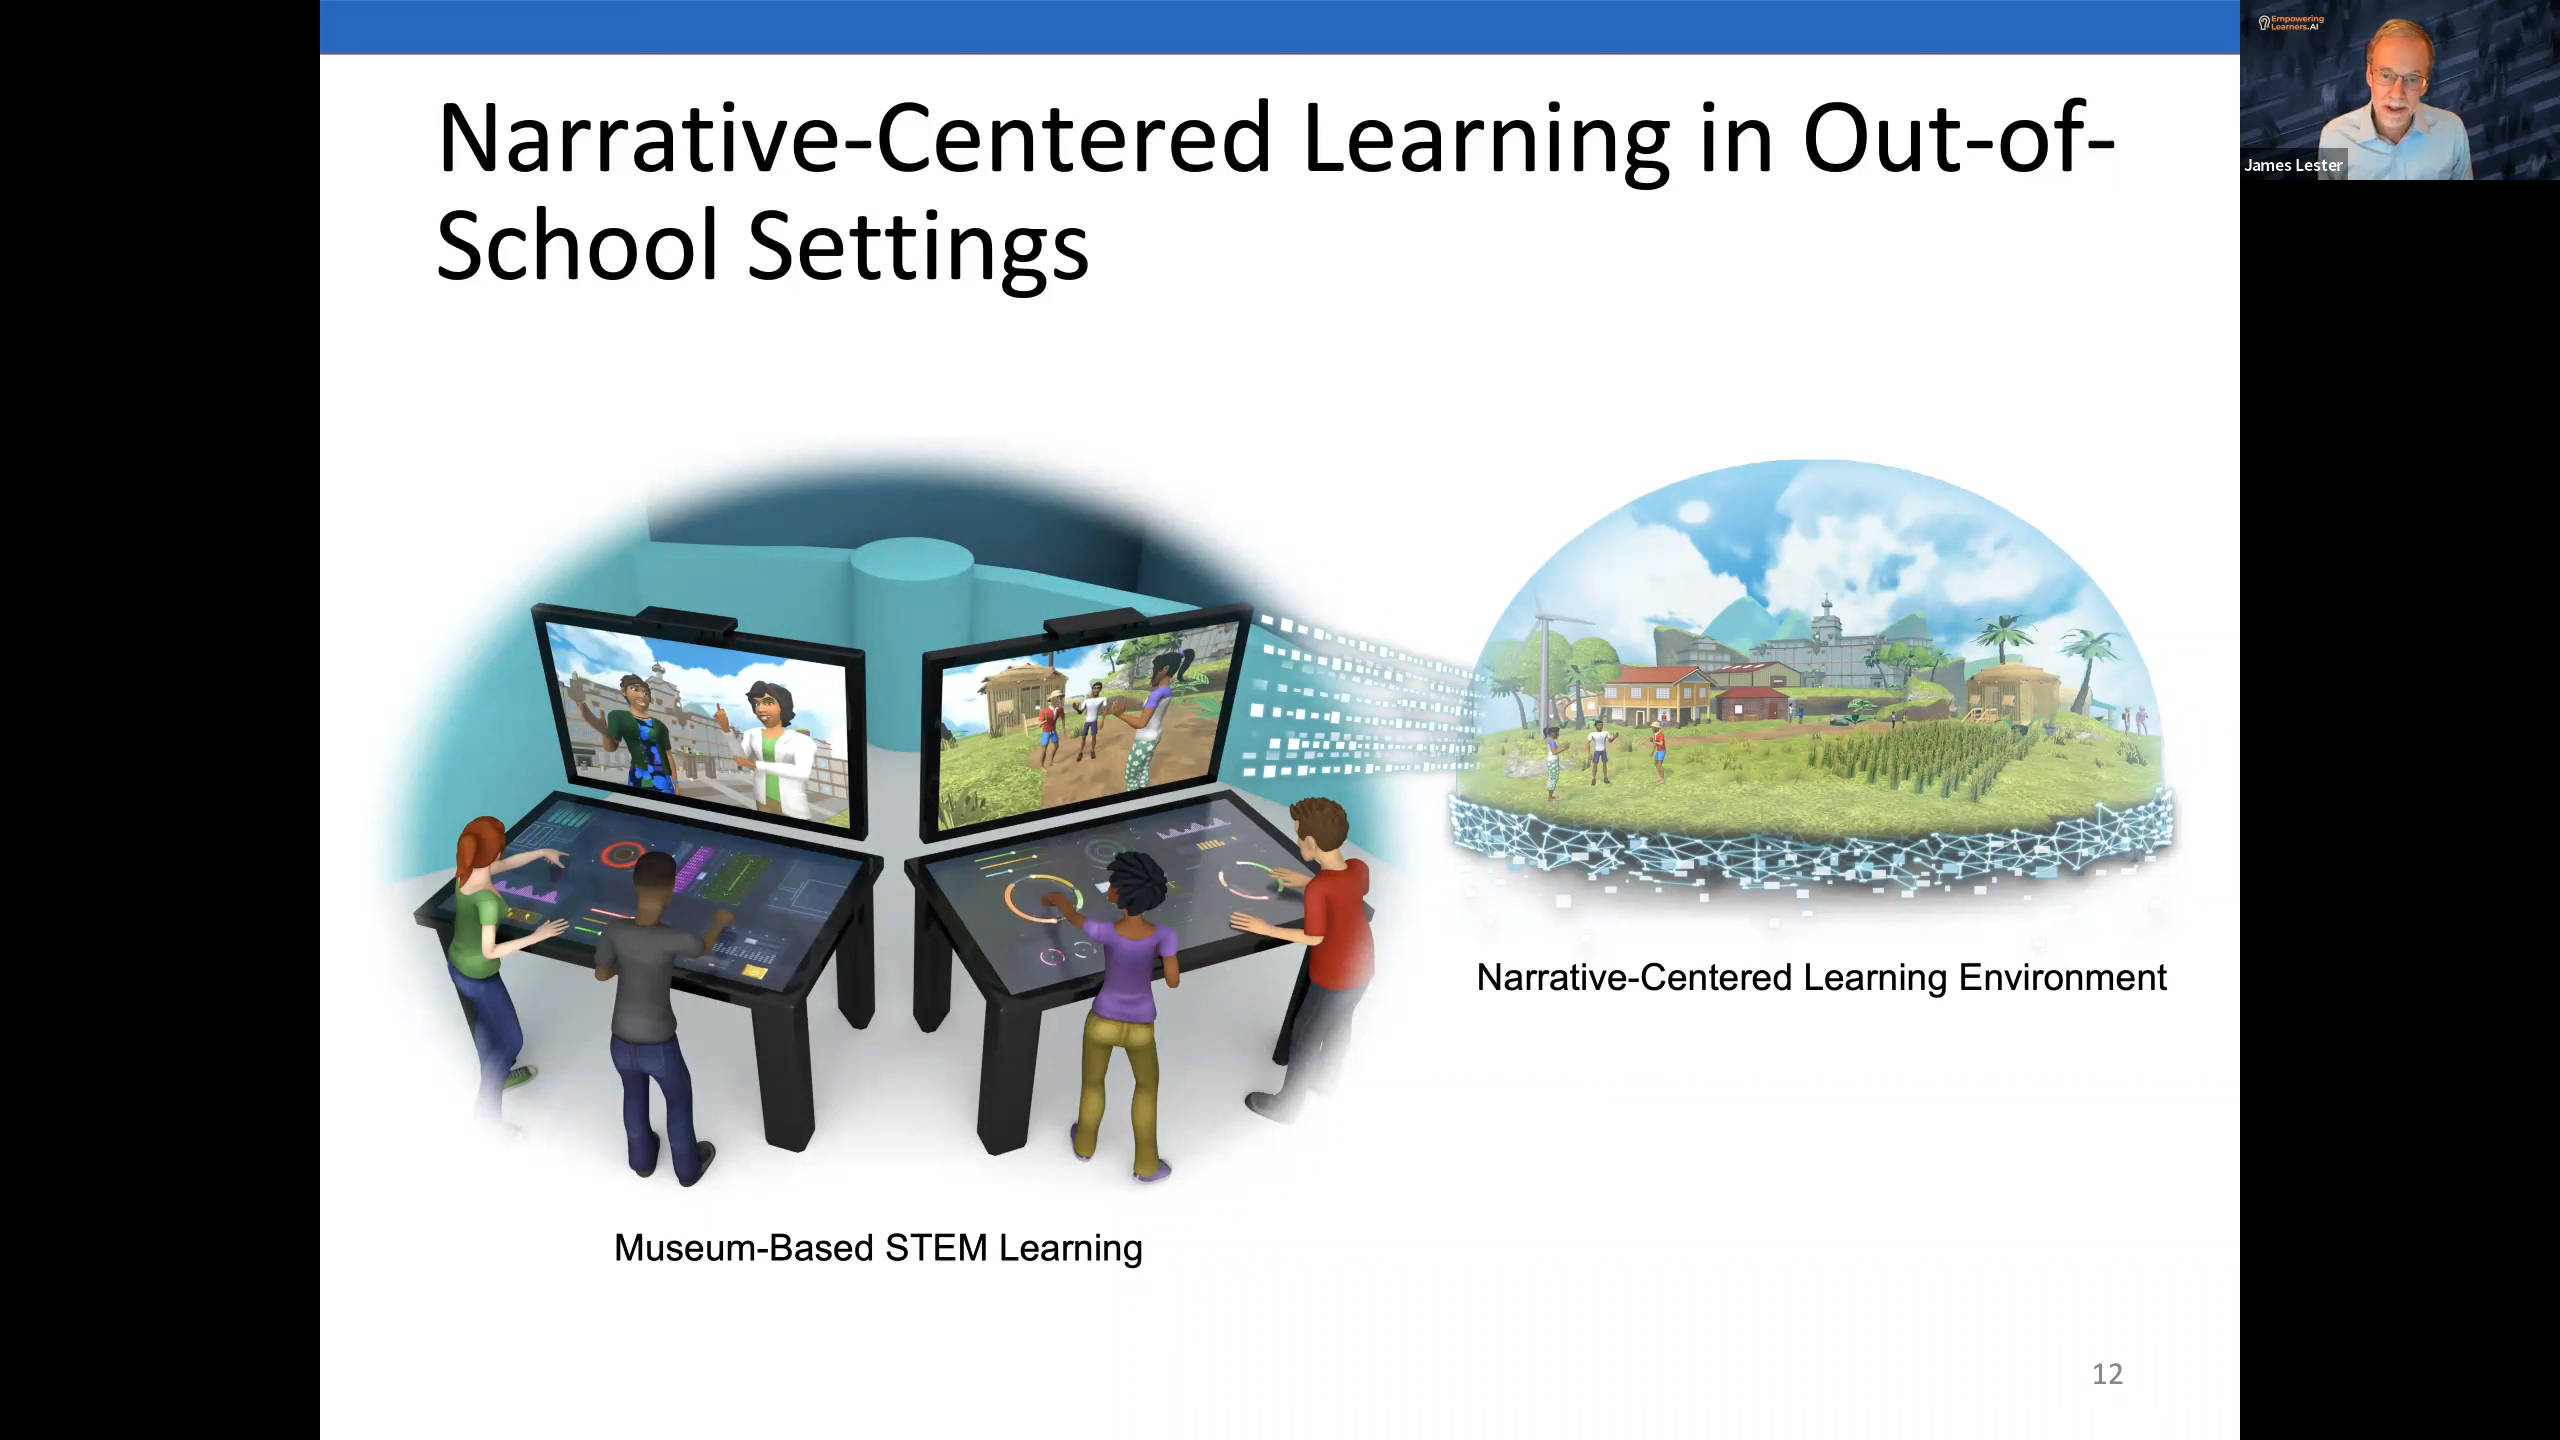 Narrative-Centered Learning in Out-of-
School Settings
Empowering
Learners.AI
James Lester
Narrative-Centered Learning Environment
Museum-Based STEM Learning
12